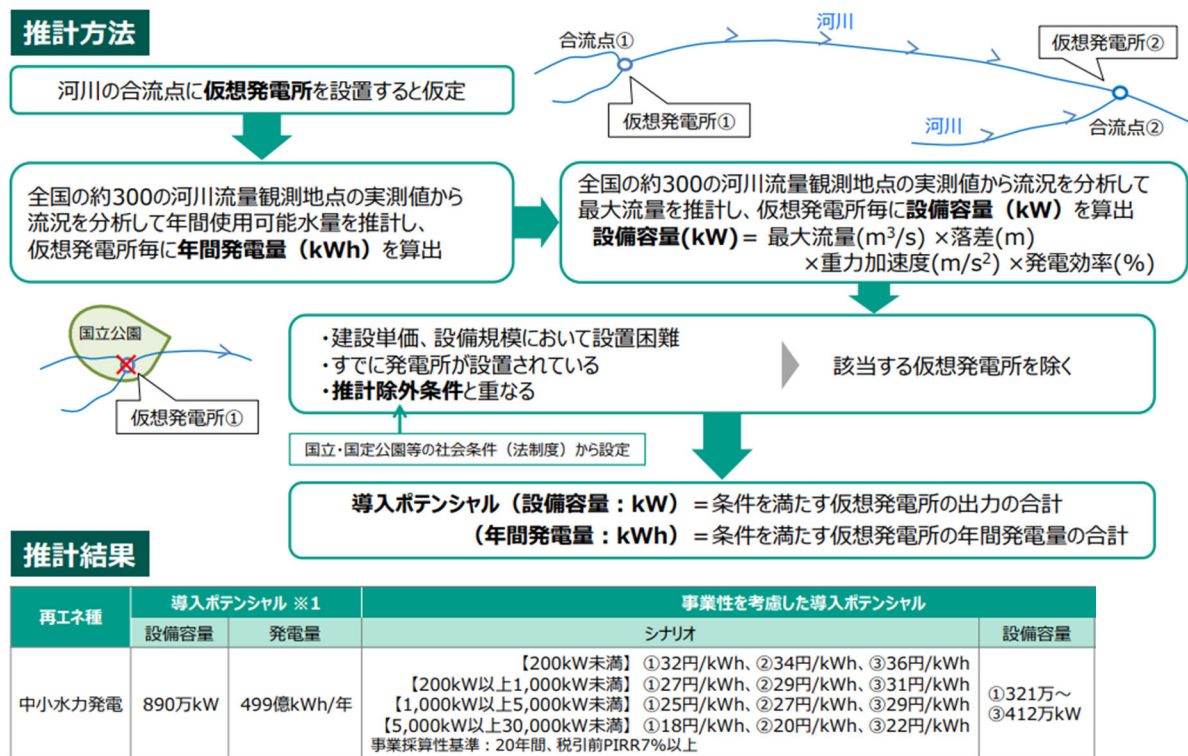 推計方法
河川の合流点に仮想発電所を設置すると仮定
合流点①
河川
仮想発電所②
仮想発電所①
河川
合流点②
全国の約300の河川流量観測地点の実測値から
流況を分析して年間使用可能水量を推計し、
仮想発電所毎に年間発電量（kWh）を算出
全国の約300の河川流量観測地点の実測値から流況を分析して
最大流量を推計し、仮想発電所毎に設備容量（kW）を算出
設備容量(kW)＝ 最大流量(m³/s) ×落差(m)
×重力加速度(m/s²) ×発電効率(%)
国立公園
仮想発電所①
・建設単価、設備規模において設置困難
・すでに発電所が設置されている
・推計除外条件と重なる
該当する仮想発電所を除く
国立・国定公園等の社会条件（法制度）から設定
導入ポテンシャル（設備容量：kW）＝条件を満たす仮想発電所の出力の合計
（年間発電量：kWh）＝条件を満たす仮想発電所の年間発電量の合計
推計結果
再エネ種 導入ポテンシャル ※1 事業性を考慮した導入ポテンシャル
設備容量 発電量 シナリオ 設備容量
中小水力発電 890万kW 499億kWh/年
【200kW未満】 ①32円/kWh、②34円/kWh、③36円/kWh
【200kW以上1,000kW未満】 ①27円/kWh、②29円/kWh、③31円/kWh
【1,000kW以上5,000kW未満】 ①25円/kWh、②27円/kWh、③29円/kWh
【5,000kW以上30,000kW未満】 ①18円/kWh、②20円/kWh、③22円/kWh
事業採算性基準：20年間、税引前PIRR7%以上
①321万～
③412万kW